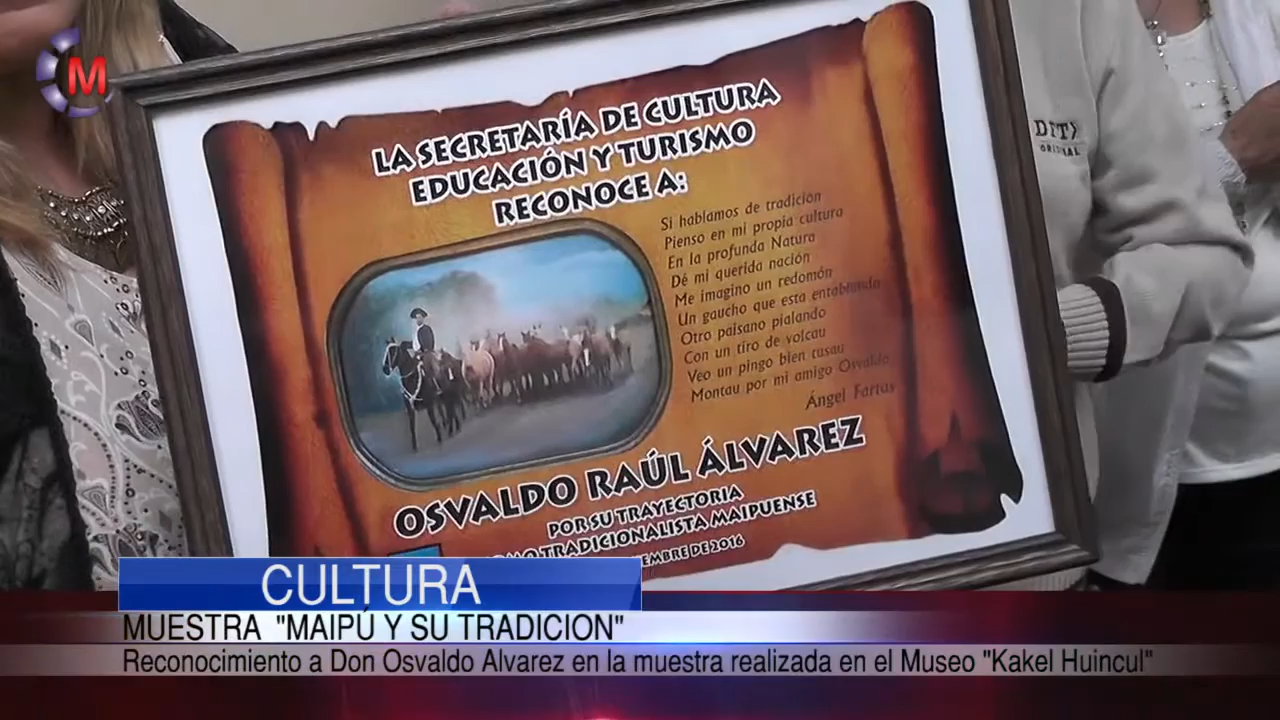 M
LA SECRETARÍA DE CULTURA
EDUCACIÓN Y TURISMO
RECONOCE A:
Si hablamos de tradición
Pienso en mi propia cultura
En la profunda Natura
Dé mi querida nación
Me imagino un redomón
Un gaucho que esta entablando
Otro paisano pialando
Con un tiro de volcau
Veo un pingo bien tusau
Montau por mi amigo Osvaldo
Ángel Fartus
OSVALDO RAÚL ÁLVAREZ
POR SU TRAYECTORIA
TRADICIONALISTA MAIPUENSE
DE 2016
ORIGINAL
CULTURA
MUESTRA "MAIPÚ Y SU TRADICION"
Reconocimiento a Don Osvaldo Alvarez en la muestra realizada en el Museo "Kakel Huincul"